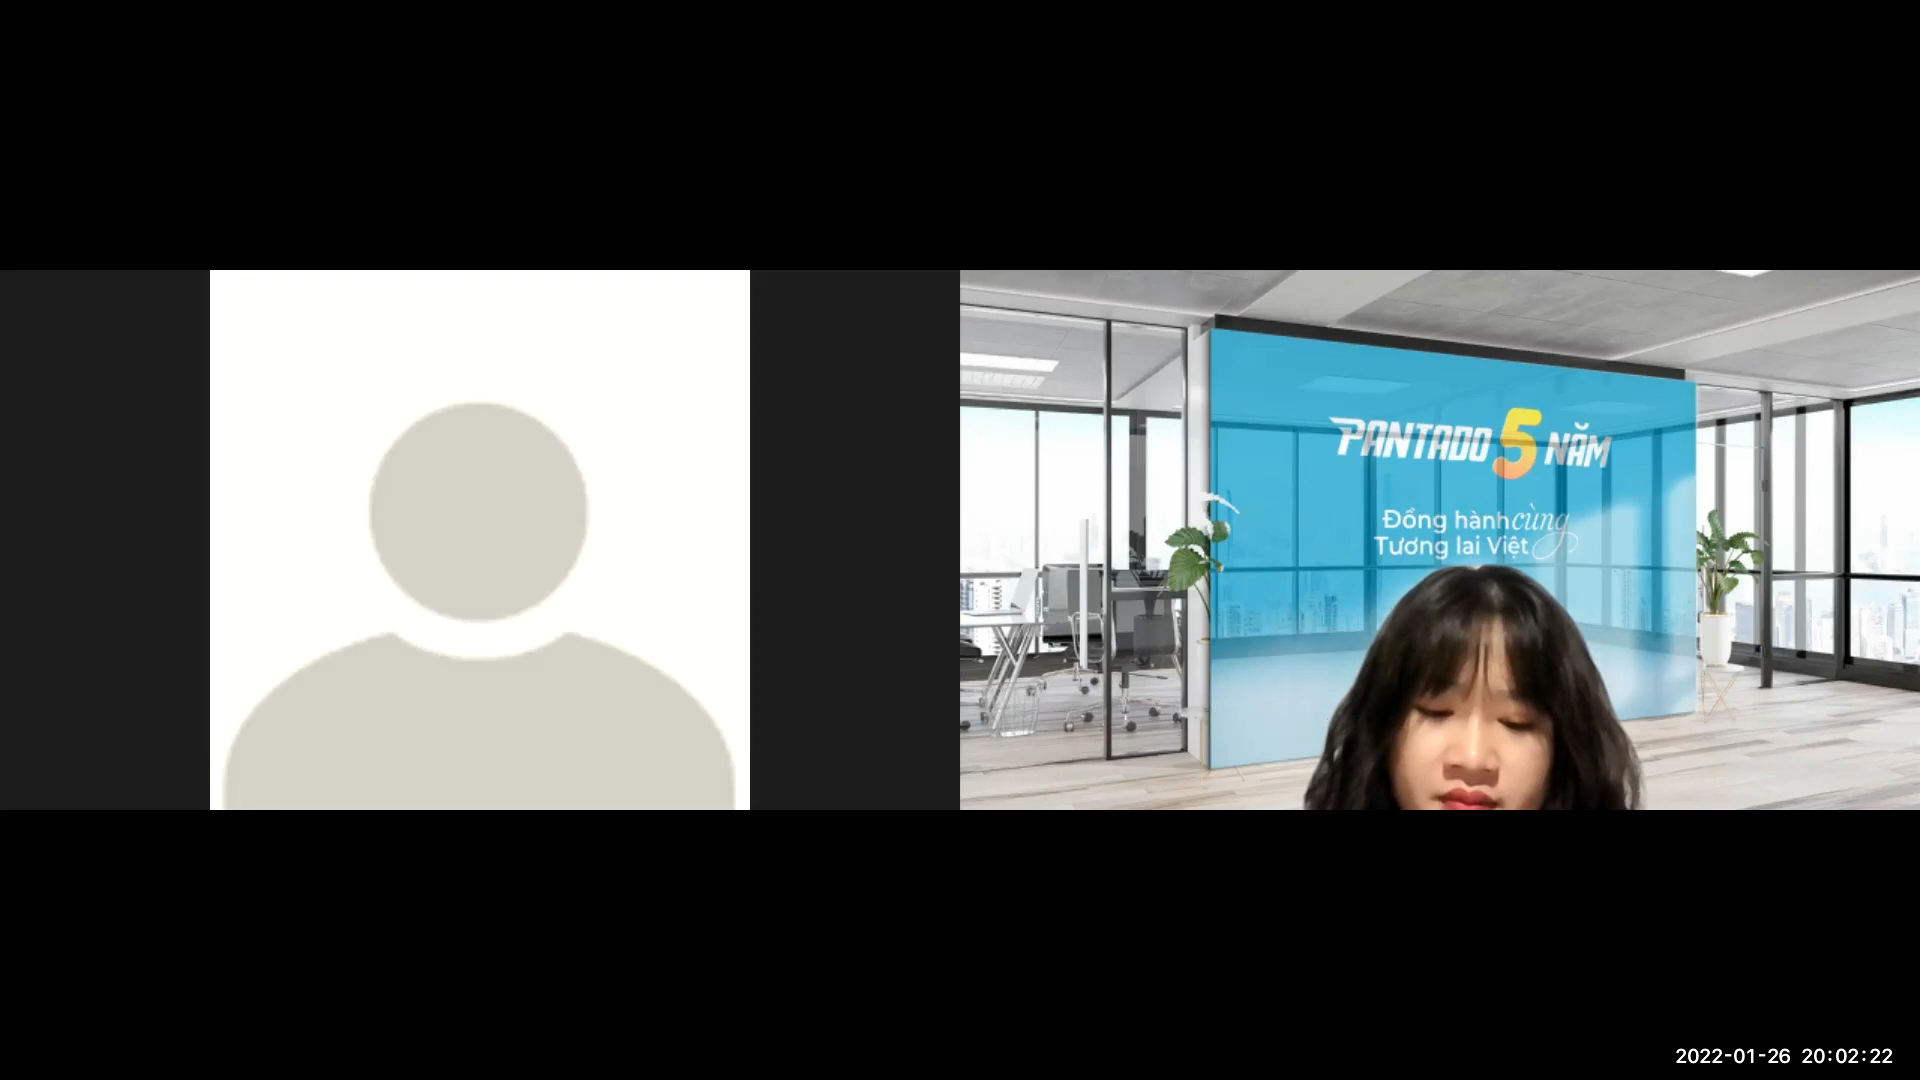 PANTADO 5 NĂM
Đồng hành cùng
Tương lai Việt
2022-01-26 20:02:22